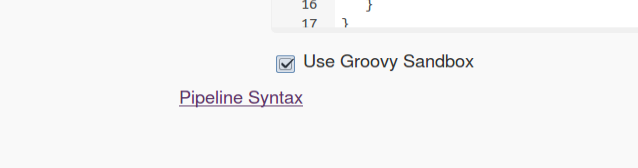 16 }
17 }
Use Groovy Sandbox
Pipeline Syntax